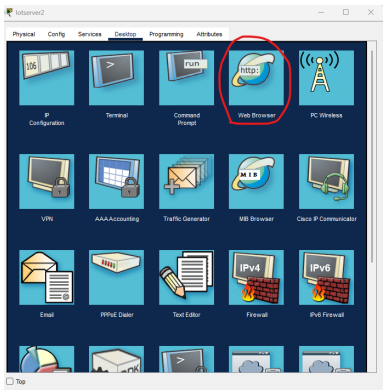 Iotserver2
Physical Config Services Desktop Programming Attributes
106
>
run
http:
IP Configuration
Terminal
Command Prompt
Web Browser
PC Wireless
MIB
VPN
AAAAccounting
Traffic Generator
MIB Browser
Cisco IP Communicator
IPv4
IPv6
Email
PPPoE Dialer
Text Editor
Firewall
IPv6 Firewall
>
Top